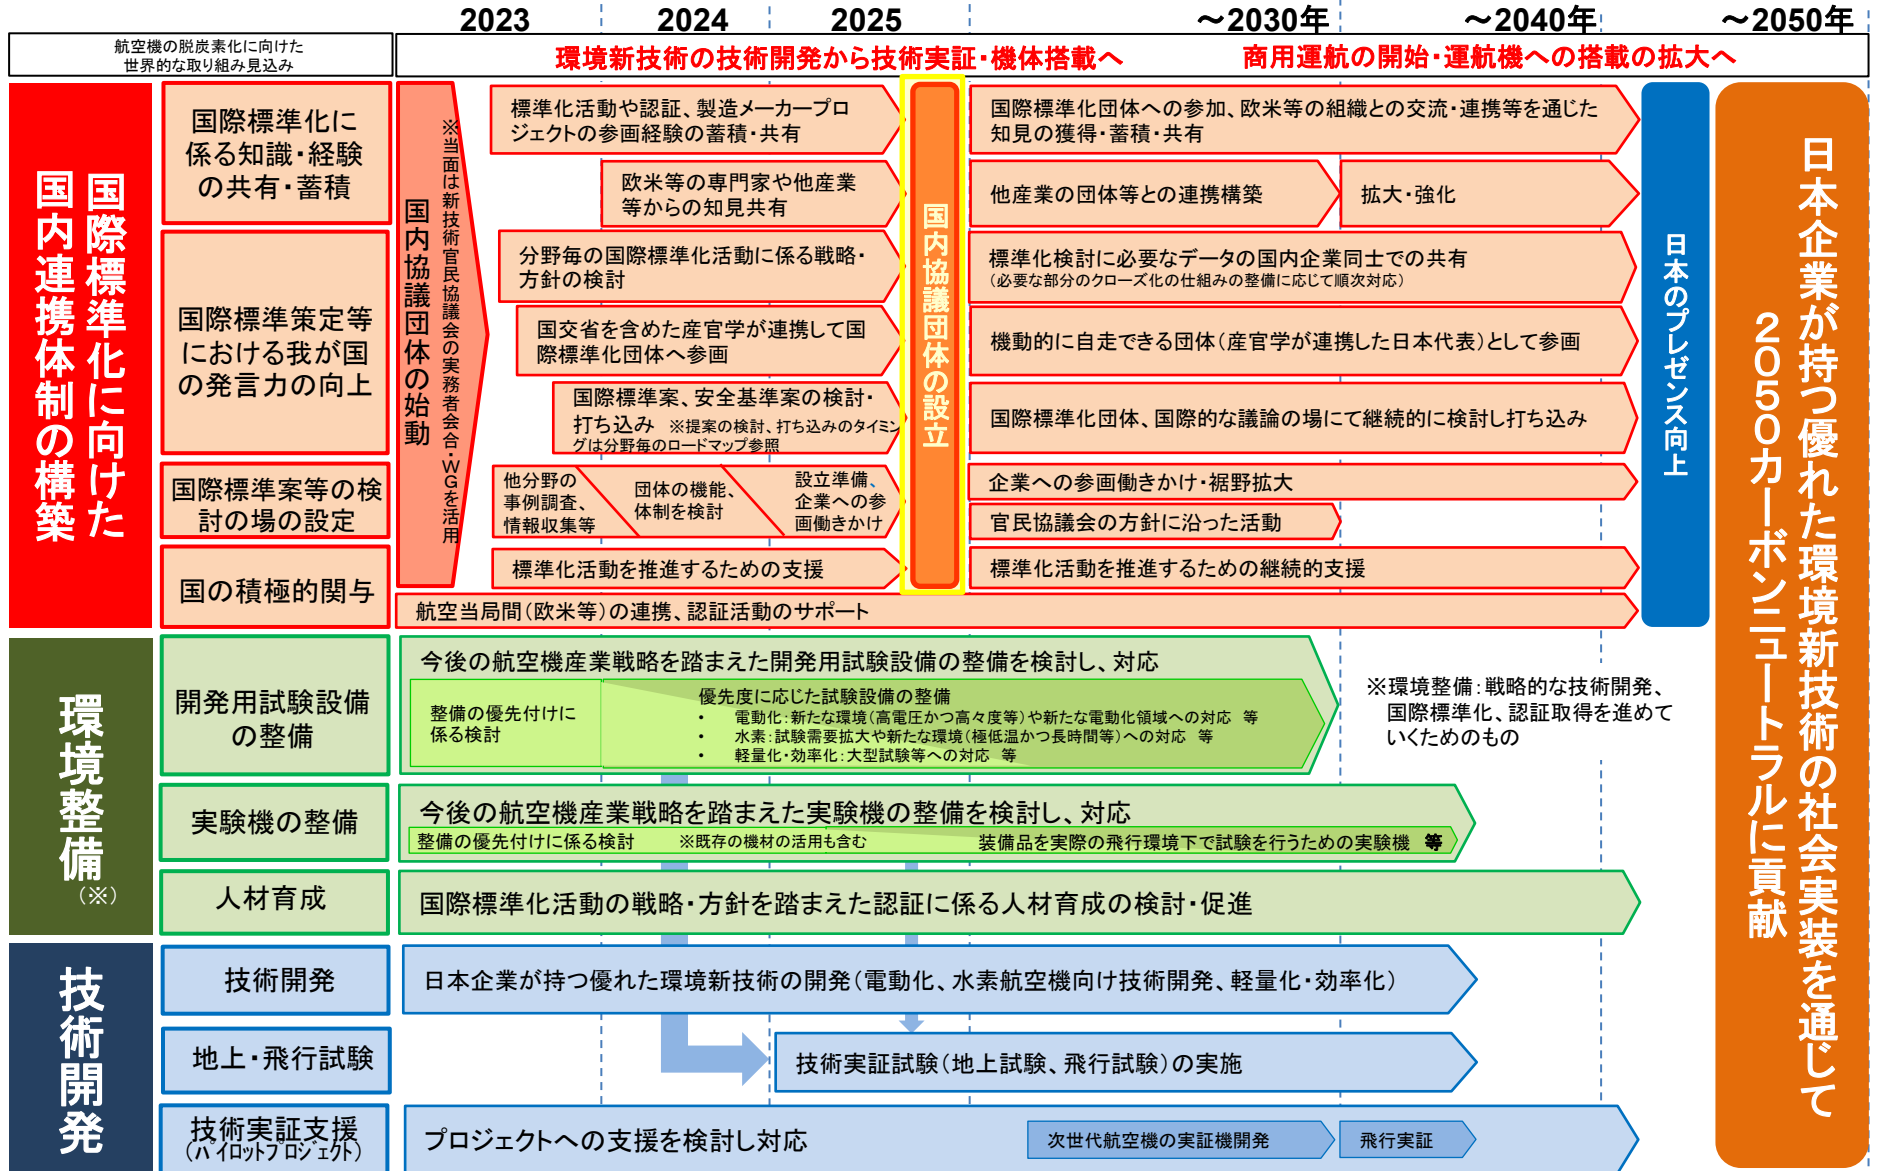 2023
2024
2025
～2030年
～2040年
～2050年
航空機の脱炭素化に向けた
世界的な取り組み見込み
環境新技術の技術開発から技術実証・機体搭載へ
商用運航の開始・運航機への搭載の拡大へ
国際標準化に向けた
国内連携体制の構築
国際標準化に
係る知識・経験
の共有・蓄積
国際標準策定等
における我が国
の発言力の向上
国際標準案等の検
討の場の設定
国の積極的関与
国内協議団体の始動
※当面は新技術官民協議会の実務者会合・WGを活用
標準化活動や認証、製造メーカープロ
ジェクトの参画経験の蓄積・共有
欧米等の専門家や他産業
等からの知見共有
分野毎の国際標準化活動に係る戦略・
方針の検討
国交省を含めた産官学が連携して国
際標準化団体へ参画
国際標準案、安全基準案の検討・
打ち込み ※提案の検討、打ち込みのタイミン
グは分野毎のロードマップ参照
他分野の
事例調査、
情報収集等
団体の機能、
体制を検討
設立準備、
企業への参
画働きかけ
標準化活動を推進するための支援
航空当局間（欧米等）の連携、認証活動のサポート
国内協議団体の設立
国際標準化団体への参加、欧米等の組織との交流・連携等を通じた
知見の獲得・蓄積・共有
他産業の団体等との連携構築
拡大・強化
標準化検討に必要なデータの国内企業同士での共有
（必要な部分のクローズ化の仕組みの整備に応じて順次対応）
機動的に自走できる団体（産官学が連携した日本代表）として参画
国際標準化団体、国際的な議論の場にて継続的に検討し打ち込み
企業への参画働きかけ・裾野拡大
官民協議会の方針に沿った活動
標準化活動を推進するための継続的支援
日本のプレゼンス向上
日本企業が持つ優れた環境新技術の社会実装を通じて
２０５０カーボンニュートラルに貢献
環境整備
（※）
開発用試験設備
の整備
今後の航空機産業戦略を踏まえた開発用試験設備の整備を検討し、対応
整備の優先付けに
係る検討
優先度に応じた試験設備の整備
• 電動化：新たな環境（高電圧かつ高々度等）や新たな電動化領域への対応 等
• 水素：試験需要拡大や新たな環境（極低温かつ長時間等）への対応 等
• 軽量化・効率化：大型試験等への対応 等
※環境整備：戦略的な技術開発、
国際標準化、認証取得を進めて
いくためのもの
実験機の整備
今後の航空機産業戦略を踏まえた実験機の整備を検討し、対応
整備の優先付けに係る検討
※既存の機材の活用も含む
装備品を実際の飛行環境下で試験を行うための実験機 等
人材育成
国際標準化活動の戦略・方針を踏まえた認証に係る人材育成の検討・促進
技術開発
技術開発
日本企業が持つ優れた環境新技術の開発（電動化、水素航空機向け技術開発、軽量化・効率化）
地上・飛行試験
技術実証試験（地上試験、飛行試験）の実施
技術実証支援
（パイロットプロジェクト）
プロジェクトへの支援を検討し対応
次世代航空機の実証機開発
飛行実証